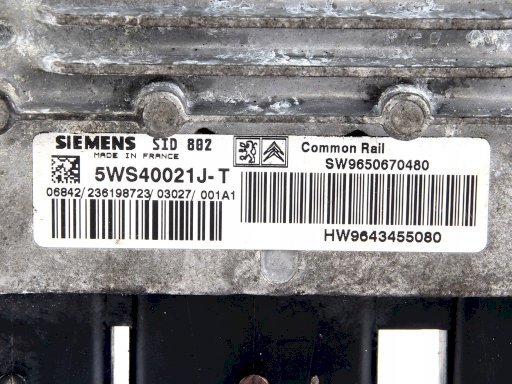 SIEMENS SID 802
MADE IN FRANCE
5WS40021J-T
06842/236198723/03027/001A1
Common Rail
SW9650670480
HW9643455080